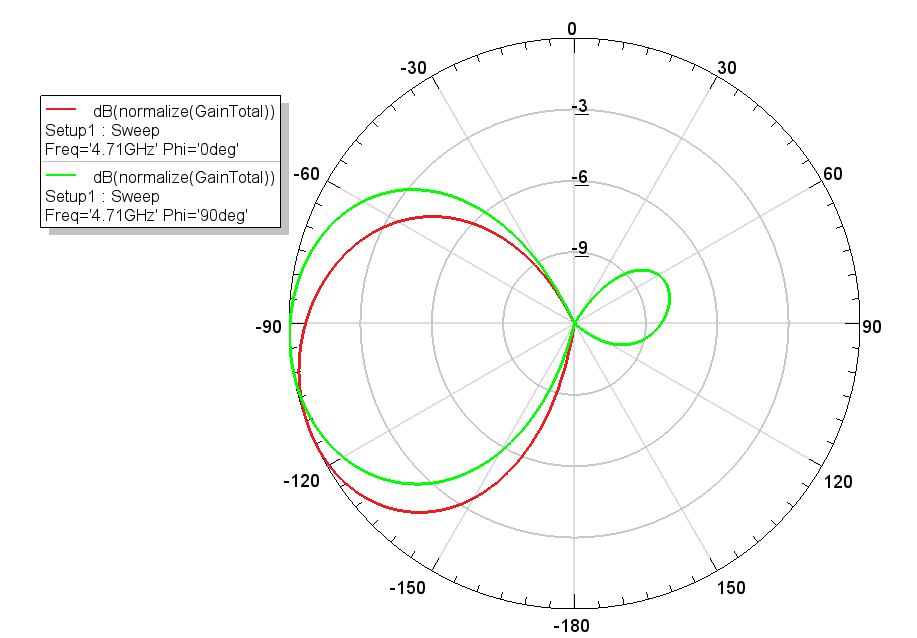 dB(normalize(GainTotal))
Setup1 : Sweep
Freq='4.71GHz' Phi='0deg'
dB(normalize(GainTotal))
Setup1 : Sweep
Freq='4.71GHz' Phi='90deg'
0
-30
30
-3
-60
60
-6
-9
-90
90
-120
120
-150
150
-180